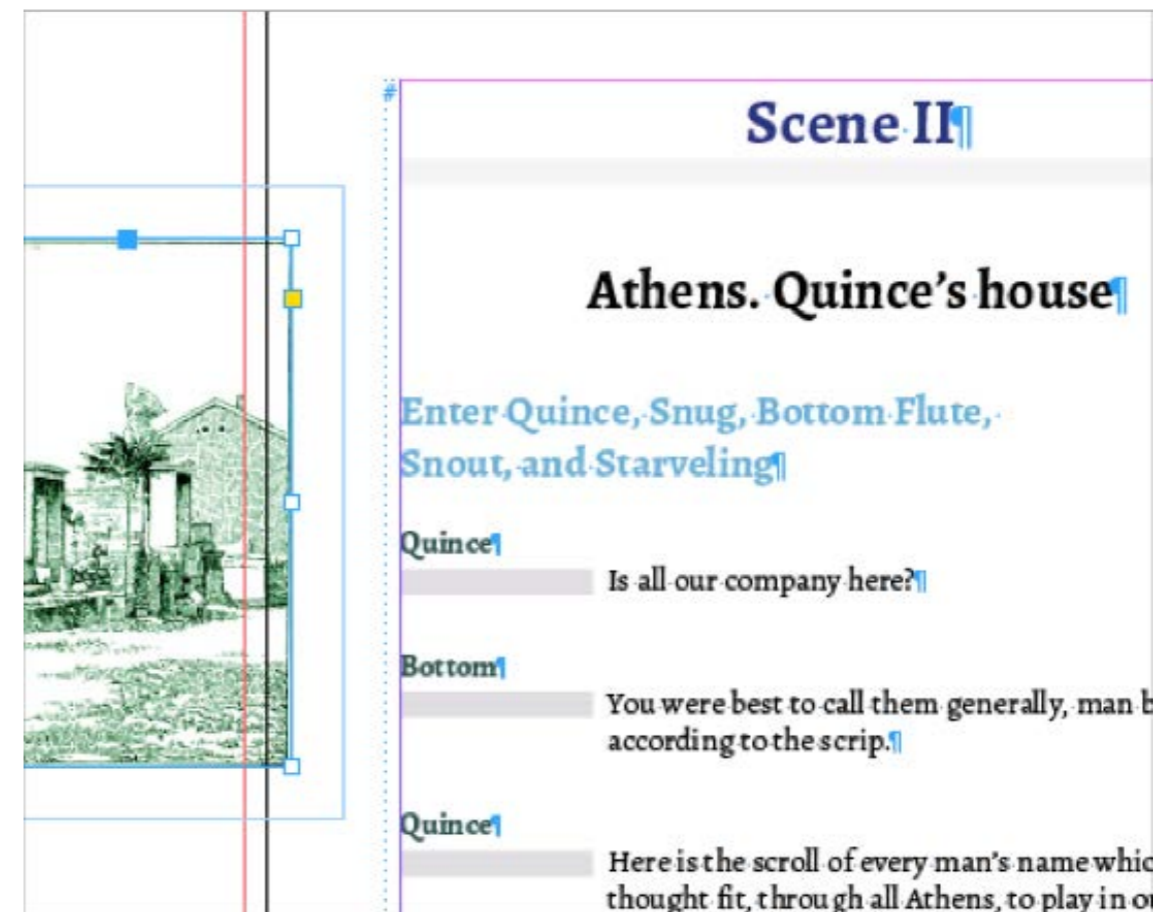 #
Scene II¶
Athens. Quince’s house¶
Enter Quince, Snug, Bottom Flute,
Snout, and Starveling¶
Quince¶
Is all our company here?¶
Bottom¶
You were best to call them generally, man b
according to the scrip.¶
Quince¶
Here is the scroll of every man’s name whic
thought fit, through all Athens, to play in ou